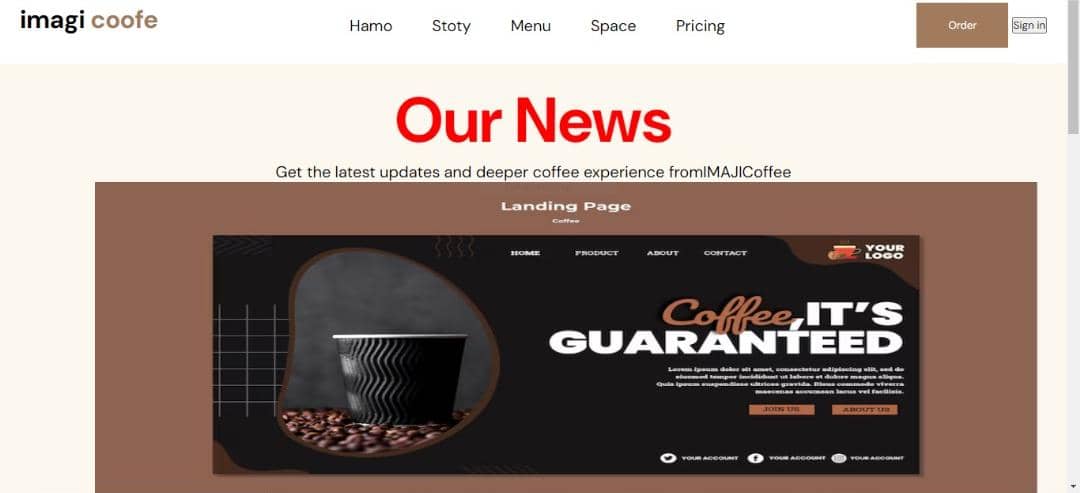 imagi coofe
Hamo Stoty Menu Space Pricing
Order
Sign in
Our News
Get the latest updates and deeper coffee experience fromIMAJICoffee
Landing Page
Coffee
HOME PRODUCT ABOUT CONTACT
YOUR
LOGO
Coffee,IT'S
GUARANTEED
Lorem ipsum dolor sit amet, consectetur adipiscing elit, sed do
eiusmod tempor incididunt ut labore et dolore magna aliqua.
Quis ipsum suspendisse ultrices gravida. Risus commodo viverra
maecenas accumsan lacus vel facilisis.
JOIN US ABOUT US
YOUR ACCOUNT YOUR ACCOUNT YOUR ACCOUNT